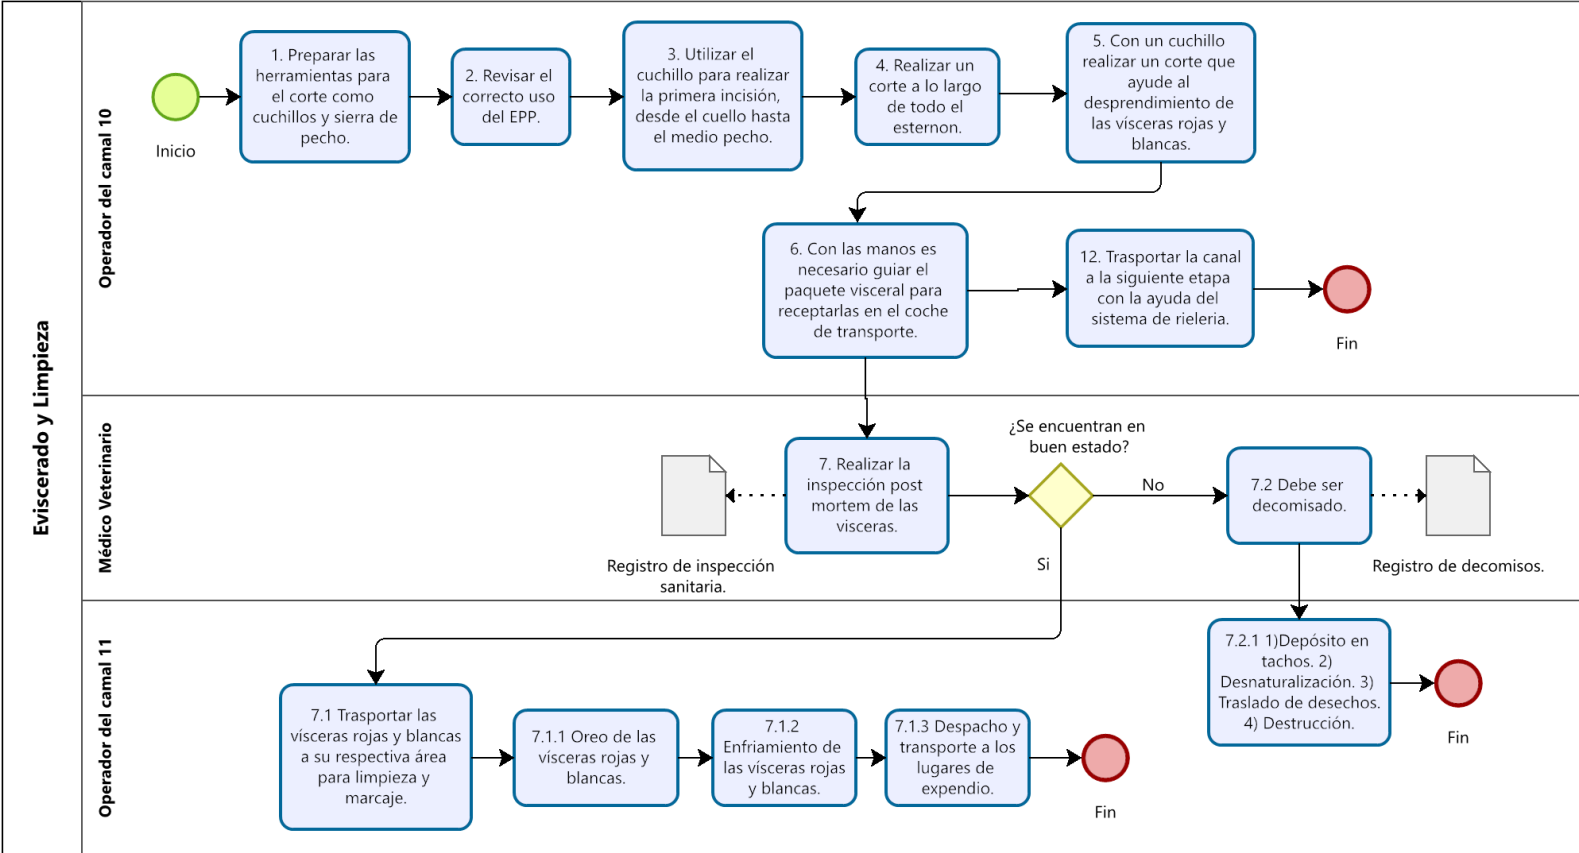 Eviscerado y Limpieza
Operador del camal 10
Inicio
1. Preparar las
herramientas para
el corte como
cuchillos y sierra de
pecho.
2. Revisar el
correcto uso
del EPP.
3. Utilizar el
cuchillo para realizar
la primera incisión,
desde el cuello hasta
el medio pecho.
4. Realizar un
corte a lo largo
de todo el
esternon.
5. Con un cuchillo
realizar un corte que
ayude al
desprendimiento de
las vísceras rojas y
blancas.
6. Con las manos es
necesario guiar el
paquete visceral para
receptarlas en el coche
de transporte.
12. Trasportar la canal
a la siguiente etapa
con la ayuda del
sistema de rieleria.
Fin
Médico Veterinario
Registro de inspección
sanitaria.
7. Realizar la
inspección post
mortem de las
visceras.
¿Se encuentran en
buen estado?
No
Si
7.2 Debe ser
decomisado.
Registro de decomisos.
Operador del camal 11
7.1 Trasportar las
vísceras rojas y blancas
a su respectiva área
para limpieza y
marcaje.
7.1.1 Oreo de las
vísceras rojas y
blancas.
7.1.2
Enfriamiento de
las vísceras rojas
y blancas.
7.1.3 Despacho y
transporte a los
lugares de
expendio.
Fin
7.2.1 1)Depósito en
tachos. 2)
Desnaturalización. 3)
Traslado de desechos.
4) Destrucción.
Fin